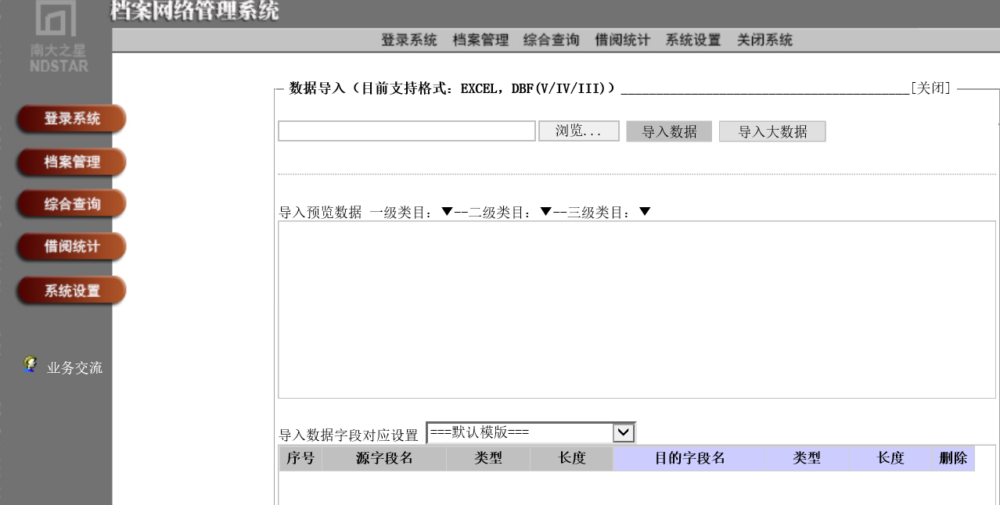 档案网络管理系统
登录系统 档案管理 综合查询 借阅统计 系统设置 关闭系统
南大之星
NDSTAR
登录系统
档案管理
综合查询
借阅统计
系统设置
业务交流
数据导入（目前支持格式：EXCEL，DBF(V/IV/III)）_________________________________________[关闭]
浏览... 导入数据 导入大数据
导入预览数据 一级类目：▼--二级类目：▼--三级类目：▼
导入数据字段对应设置 ===默认模版===
序号 源字段名 类型 长度 目的字段名 类型 长度 删除